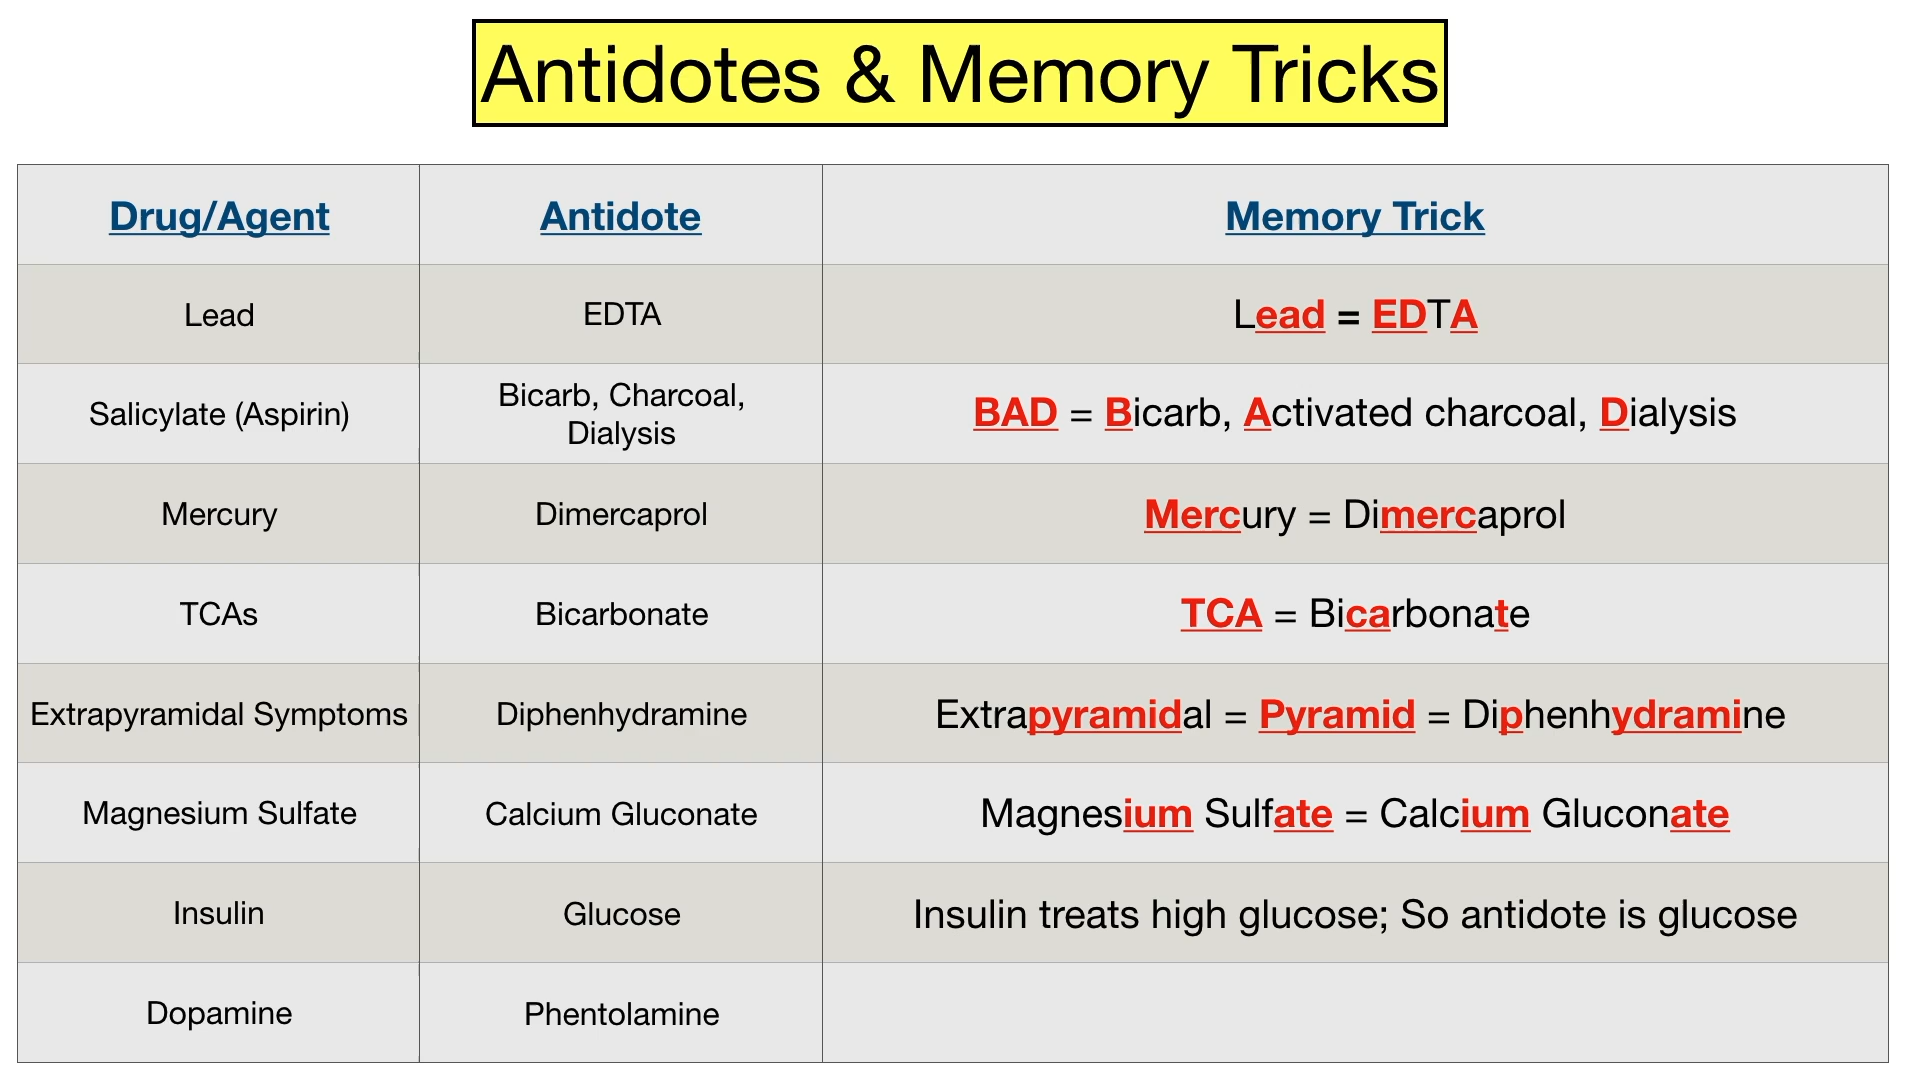 Antidotes & Memory Tricks
Drug/Agent Antidote Memory Trick
Lead EDTA Lead = EDTA
Salicylate (Aspirin) Bicarb, Charcoal, Dialysis BAD = Bicarb, Activated charcoal, Dialysis
Mercury Dimercaprol Mercury = Dimercaprol
TCAs Bicarbonate TCA = Bicarbonate
Extrapyramidal Symptoms Diphenhydramine Extrapyramidal = Pyramid = Diphenhydramine
Magnesium Sulfate Calcium Gluconate Magnesium Sulfate = Calcium Gluconate
Insulin Glucose Insulin treats high glucose; So antidote is glucose
Dopamine Phentolamine